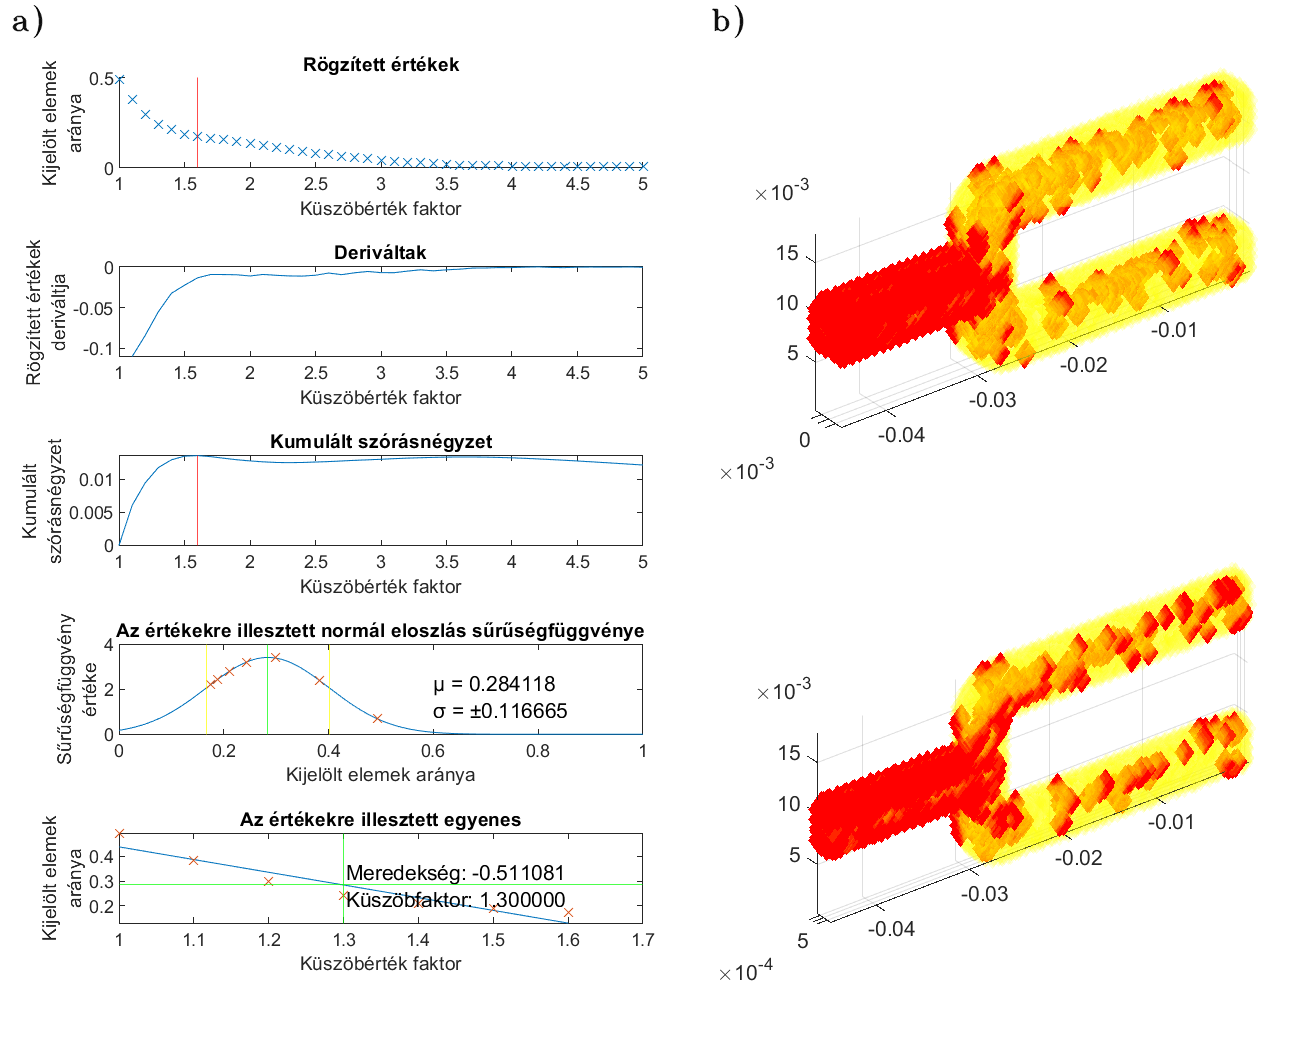 a)
Rögzített értékek
Kijelölt elemek
aránya
0.5
0
1 1.5 2 2.5 3 3.5 4 4.5 5
Küszöbérték faktor
Deriváltak
Rögzített értékek
deriváltja
0
-0.05
-0.1
1 1.5 2 2.5 3 3.5 4 4.5 5
Küszöbérték faktor
Kumulált szórásnégyzet
Kumulált
szórásnégyzet
0.01
0.005
0
1 1.5 2 2.5 3 3.5 4 4.5 5
Küszöbérték faktor
Az értékekre illesztett normál eloszlás sűrűségfüggvénye
Sűrűségfüggvény
értéke
4
2
0
μ = 0.284118
σ = ±0.116665
0 0.2 0.4 0.6 0.8 1
Kijelölt elemek aránya
Az értékekre illesztett egyenes
Kijelölt elemek
aránya
0.4
0.3
0.2
Meredekség: -0.511081
Küszöbfaktor: 1.300000
1 1.1 1.2 1.3 1.4 1.5 1.6 1.7
Küszöbérték faktor
b)
×10-3
15
10
5
0
-0.04
-0.03
-0.02
-0.01
×10-3
×10-3
15
10
5
5
-0.04
-0.03
-0.02
-0.01
×10-4